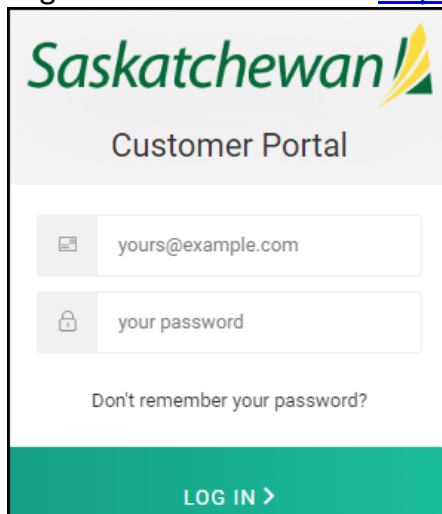 Saskatchewan
Customer Portal
yours@example.com
your password
Don't remember your password?
LOG IN >